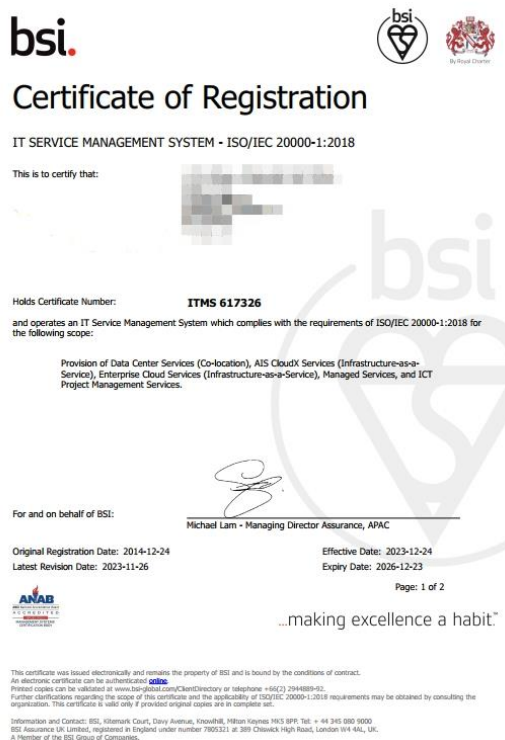 bsi.
bsi
By Royal Charter
Certificate of Registration
IT SERVICE MANAGEMENT SYSTEM - ISO/IEC 20000-1:2018
This is to certify that:
bsi
Holds Certificate Number: ITMS 617326
and operates an IT Service Management System which complies with the requirements of ISO/IEC 20000-1:2018 for
the following scope:
Provision of Data Center Services (Co-location), AIS CloudX Services (Infrastructure-as-a-
Service), Enterprise Cloud Services (Infrastructure-as-a-Service), Managed Services, and ICT
Project Management Services.
For and on behalf of BSI:
Michael Lam - Managing Director Assurance, APAC
Original Registration Date: 2014-12-24 Effective Date: 2023-12-24
Latest Revision Date: 2023-11-26 Expiry Date: 2026-12-23
Page: 1 of 2
ANAB
ACCREDITED
...making excellence a habit.™
This certificate was issued electronically and remains the property of BSI and is bound by the conditions of contract.
An electronic certificate can be authenticated online.
Printed copies can be validated at www.bsi-global.com/ClientDirectory or telephone +66(2) 2944889-92.
Further clarifications regarding the scope of this certificate and the applicability of ISO/IEC 20000-1:2018 requirements may be obtained by consulting the
organization. This certificate is valid only if provided original copies are in complete set.
Information and Contact: BSI, Kitemark Court, Davy Avenue, Knowlhill, Milton Keynes MK5 8PP. Tel: + 44 345 080 9000
BSI Assurance UK Limited, registered in England under number 7805321 at 389 Chiswick High Road, London W4 4AL, UK.
A Member of the BSI Group of Companies.